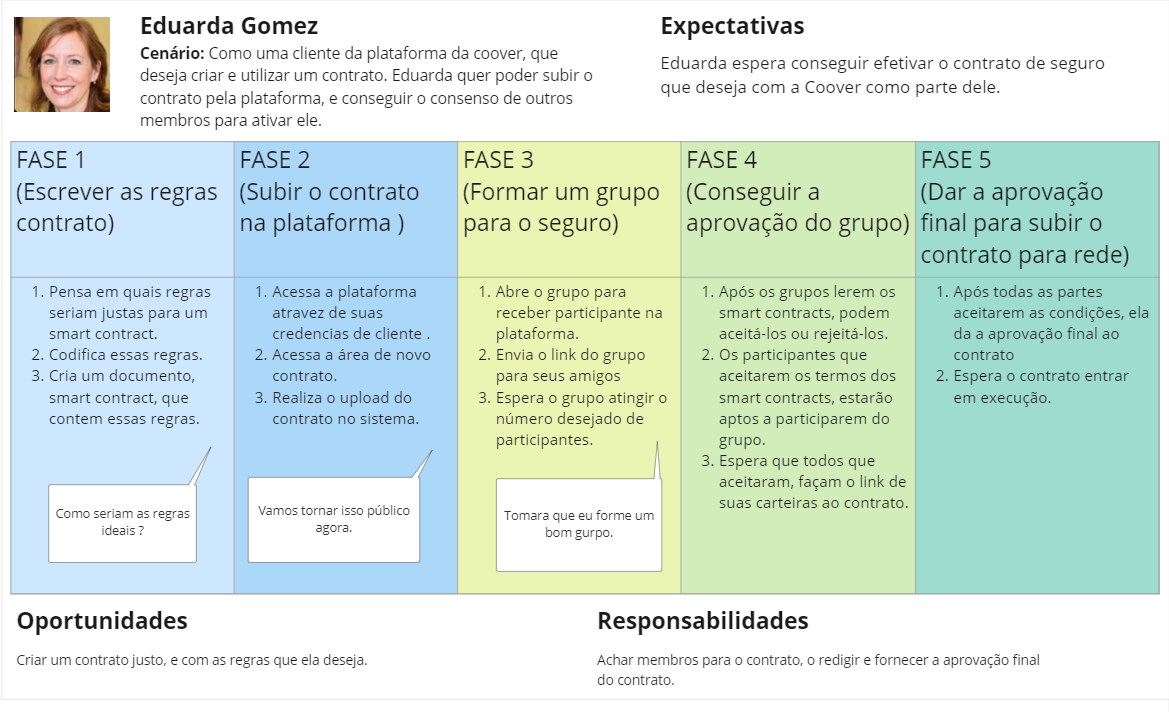 Eduarda Gomez
Cenário: Como uma cliente da plataforma da coover, que
deseja criar e utilizar um contrato. Eduarda quer poder subir o
contrato pela plataforma, e conseguir o consenso de outros
membros para ativar ele.
Expectativas
Eduarda espera conseguir efetivar o contrato de seguro
que deseja com a Coover como parte dele.
FASE 1
(Escrever as regras
contrato)
FASE 2
(Subir o contrato
na plataforma )
FASE 3
(Formar um grupo
para o seguro)
FASE 4
(Conseguir a
aprovação do grupo)
FASE 5
(Dar a aprovação
final para subir o
contrato para rede)
1. Pensa em quais regras
seriam justas para um
smart contract.
2. Codifica essas regras.
3. Cria um documento,
smart contract, que
contem essas regras.
Como seriam as regras
ideais ?
1. Acessa a plataforma
atravez de suas
credencias de cliente .
2. Acessa a área de novo
contrato.
3. Realiza o upload do
contrato no sistema.
Vamos tornar isso público
agora.
1. Abre o grupo para
receber participante na
plataforma.
2. Envia o link do grupo
para seus amigos
3. Espera o grupo atingir o
número desejado de
participantes.
Tomara que eu forme um
bom gurpo.
1. Após os grupos lerem os
smart contracts, podem
aceitá-los ou rejeitá-los.
2. Os participantes que
aceitarem os termos dos
smart contracts, estarão
aptos a participarem do
grupo.
3. Espera que todos que
aceitaram, façam o link de
suas carteiras ao contrato.
1. Após todas as partes
aceitarem as condições, ela
da a aprovação final ao
contrato
2. Espera o contrato entrar
em execução.
Oportunidades
Criar um contrato justo, e com as regras que ela deseja.
Responsabilidades
Achar membros para o contrato, o redigir e fornecer a aprovação final
do contrato.